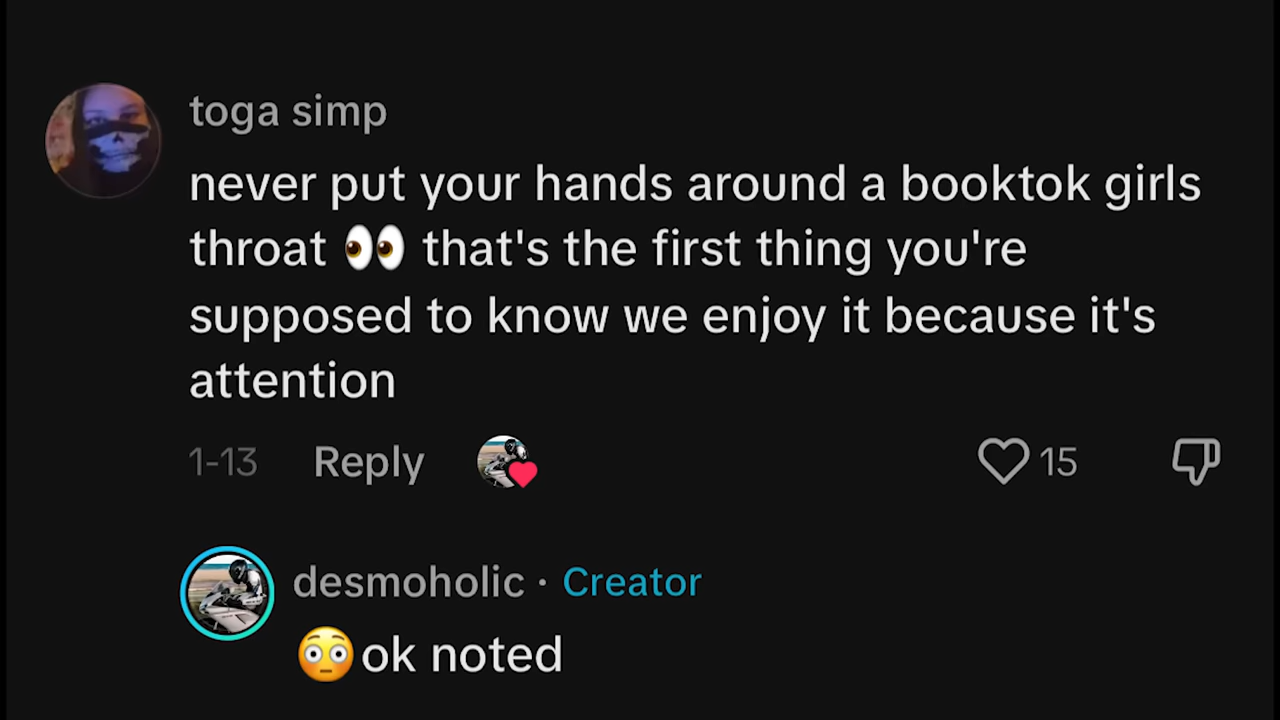 toga simp
never put your hands around a booktok girls
throat 👀 that's the first thing you're
supposed to know we enjoy it because it's
attention
1-13 Reply 15
desmoholic · Creator
😳ok noted